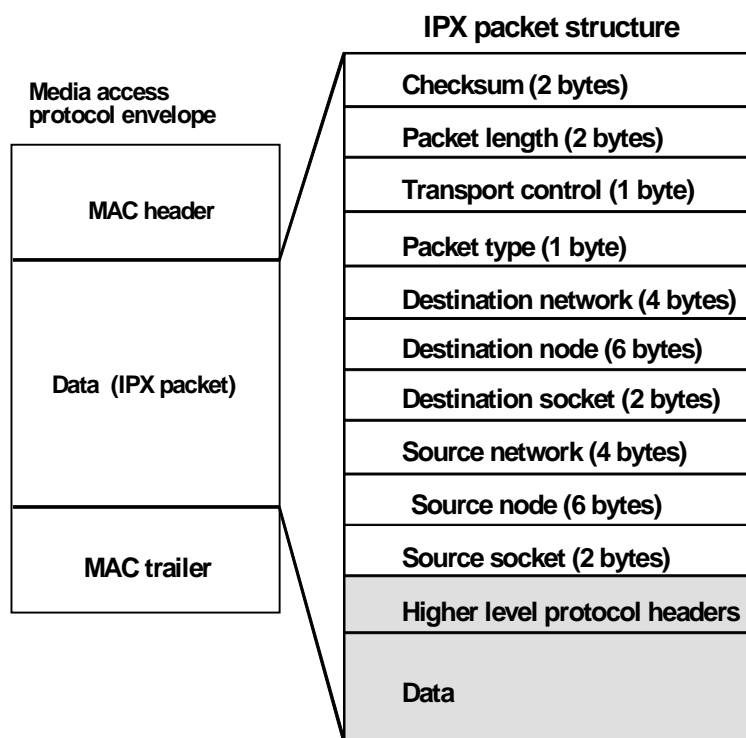 IPX packet structure
Media access
protocol envelope
MAC header
Data (IPX packet)
MAC trailer
Checksum (2 bytes)
Packet length (2 bytes)
Transport control (1 byte)
Packet type (1 byte)
Destination network (4 bytes)
Destination node (6 bytes)
Destination socket (2 bytes)
Source network (4 bytes)
Source node (6 bytes)
Source socket (2 bytes)
Higher level protocol headers
Data